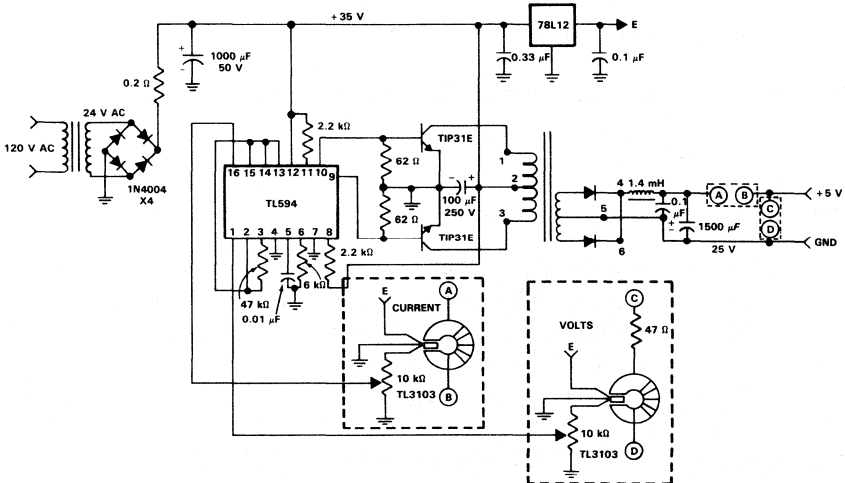 +35 V
78L12
E
+
1000 µF
-
50 V
0.33 µF
0.1 µF
0.2 Ω
24 V AC
2.2 kΩ
TIP31E
120 V AC
1
62 Ω
16 15 14 13 12 11 10
9
1N4004
X4
TL594
- +
2
100 µF
250 V
4 1.4 mH
A B
+5 V
0.1
µF
C
5
62 Ω
3
+
-
1500 µF
D
1 2 3 4 5 6 7 8
TIP31E
6
25 V
GND
2.2 kΩ
47 kΩ
6 kΩ
0.01 µF
E
CURRENT
A
C
VOLTS
47 Ω
E
10 kΩ
TL3103
B
10 kΩ
TL3103
D